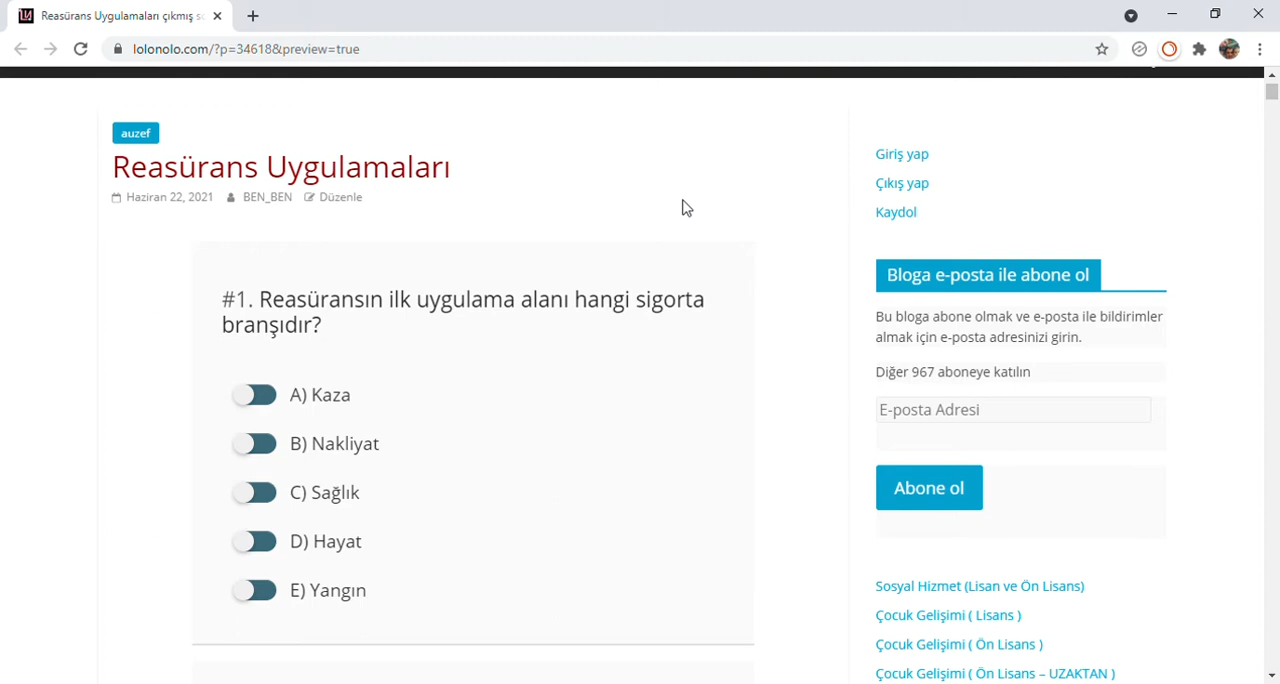 Reasürans Uygulamaları çıkmış
lolonolo.com/?p=34618&preview=true
auzef
Reasürans Uygulamaları
Haziran 22, 2021 BEN_BEN Düzenle
#1. Reasüransın ilk uygulama alanı hangi sigorta
branşıdır?
A) Kaza
B) Nakliyat
C) Sağlık
D) Hayat
E) Yangın
Giriş yap
Çıkış yap
Kaydol
Bloga e-posta ile abone ol
Bu bloga abone olmak ve e-posta ile bildirimler
almak için e-posta adresinizi girin.
Diğer 967 aboneye katılın
E-posta Adresi
Abone ol
Sosyal Hizmet (Lisan ve Ön Lisans)
Çocuk Gelişimi ( Lisans )
Çocuk Gelişimi ( Ön Lisans )
Çocuk Gelişimi ( Ön Lisans – UZAKTAN )